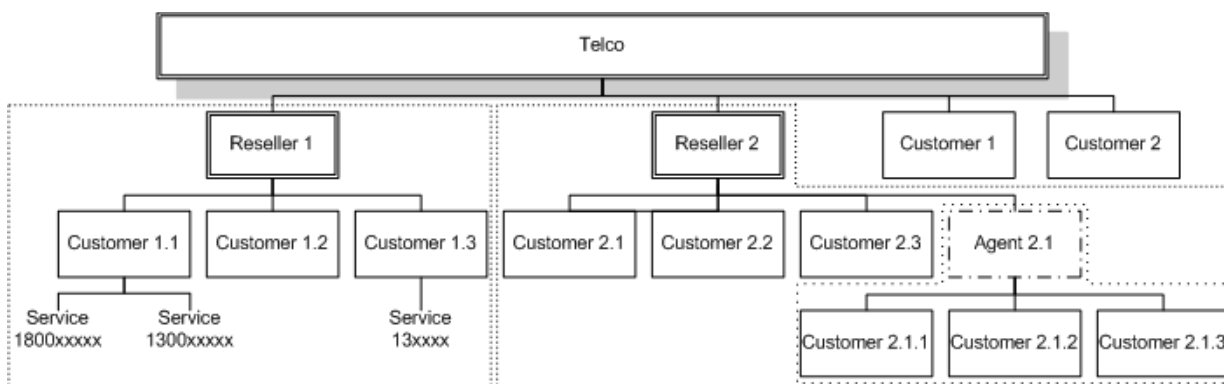 Telco
Reseller 1
Reseller 2
Customer 1
Customer 2
Customer 1.1
Customer 1.2
Customer 1.3
Customer 2.1
Customer 2.2
Customer 2.3
Agent 2.1
Service
1800xxxxx
Service
1300xxxxx
Service
13xxxx
Customer 2.1.1
Customer 2.1.2
Customer 2.1.3